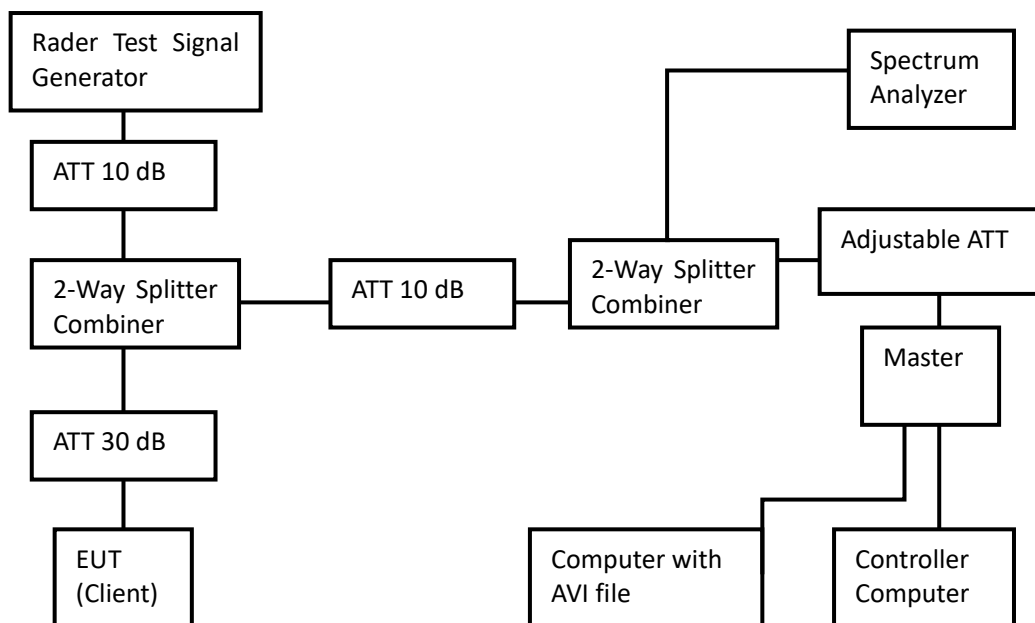 Rader Test Signal
Generator
Spectrum
Analyzer
ATT 10 dB
Adjustable ATT
2-Way Splitter
Combiner
ATT 10 dB
2-Way Splitter
Combiner
Master
ATT 30 dB
EUT
(Client)
Computer with
AVI file
Controller
Computer